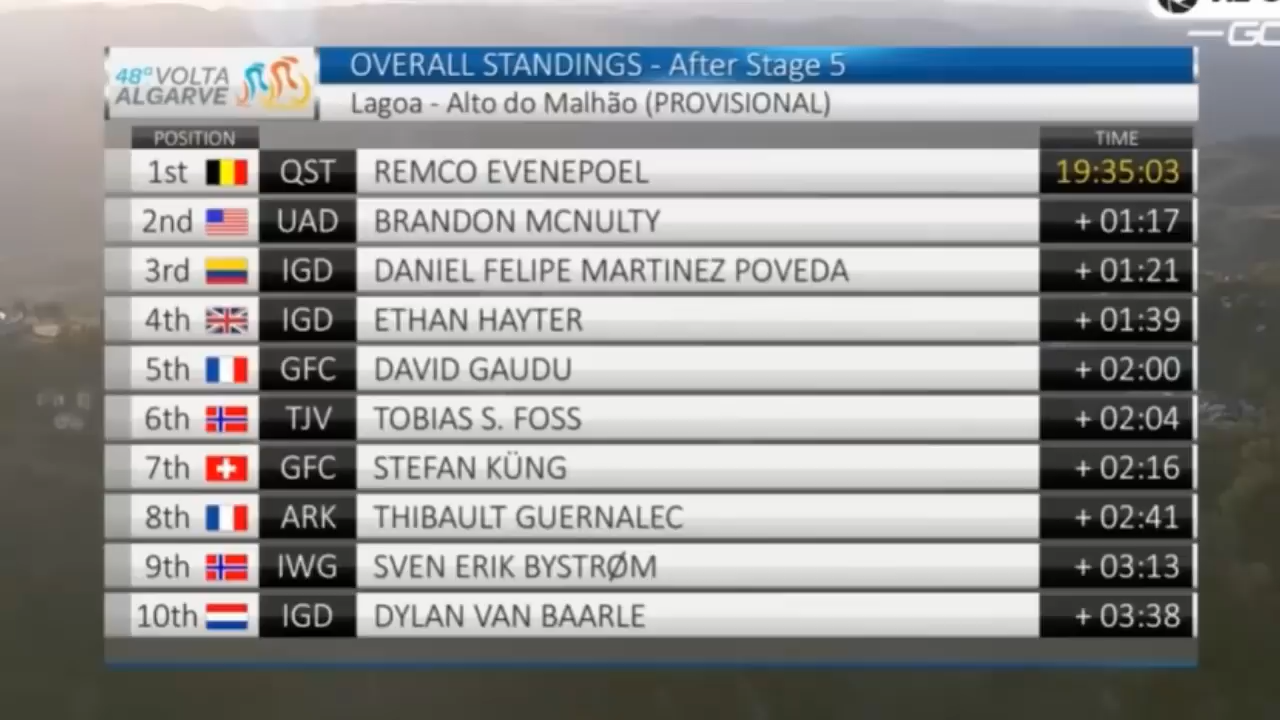 48ª VOLTA
ALGARVE
OVERALL STANDINGS - After Stage 5
Lagoa - Alto do Malhão (PROVISIONAL)
POSITION TIME
1st QST REMCO EVENEPOEL 19:35:03
2nd UAD BRANDON MCNULTY + 01:17
3rd IGD DANIEL FELIPE MARTINEZ POVEDA + 01:21
4th IGD ETHAN HAYTER + 01:39
5th GFC DAVID GAUDU + 02:00
6th TJV TOBIAS S. FOSS + 02:04
7th GFC STEFAN KÜNG + 02:16
8th ARK THIBAULT GUERNALEC + 02:41
9th IWG SVEN ERIK BYSTRØM + 03:13
10th IGD DYLAN VAN BAARLE + 03:38